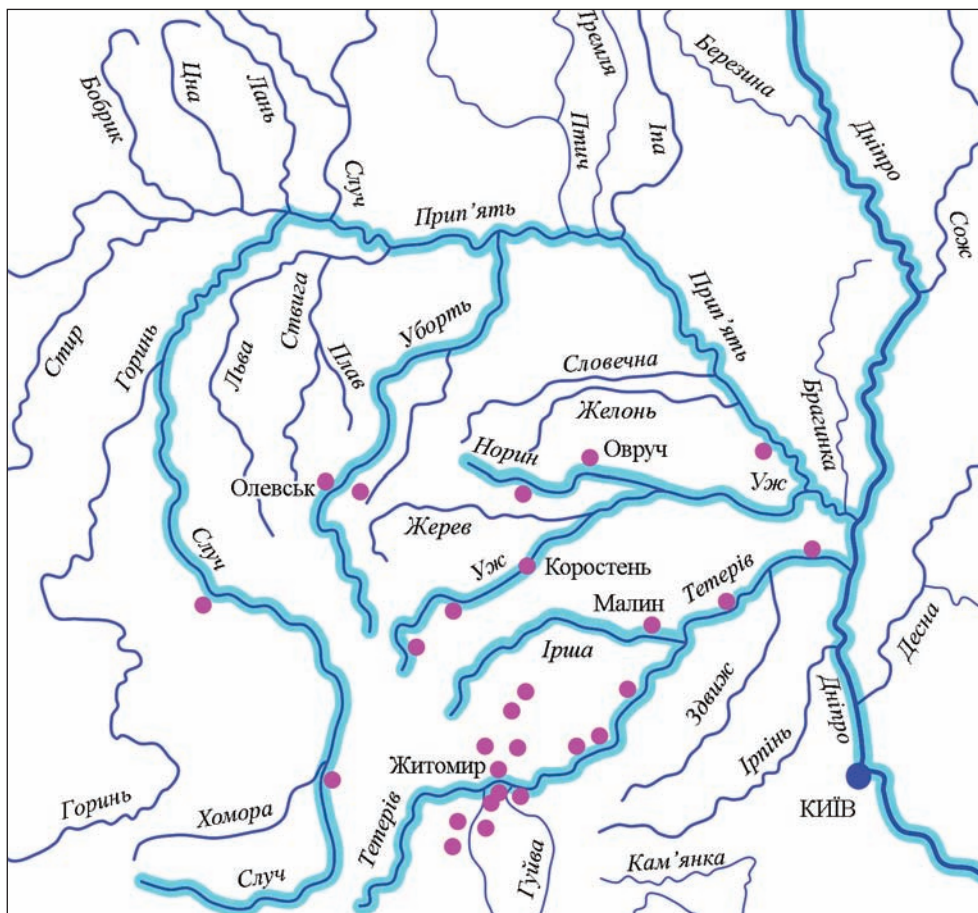 Бобрик
Цна
Лань
Случ
Птич
Тремля
Іпа
Березина
Дніпро
Сож
Прип’ять
Стир
Горинь
Льва
Ствига
Плав
Уборть
Прип’ять
Словечна
Желонь
Брагинка
Норин
Овруч
Уж
Олевськ
Жерев
Случ
Уж
Коростень
Тетерів
Малин
Ірша
Десна
Здвиж
Дніпро
Ірпінь
Житомир
Горинь
Хомора
Тетерів
КИЇВ
Случ
Гуйва
Кам’янка